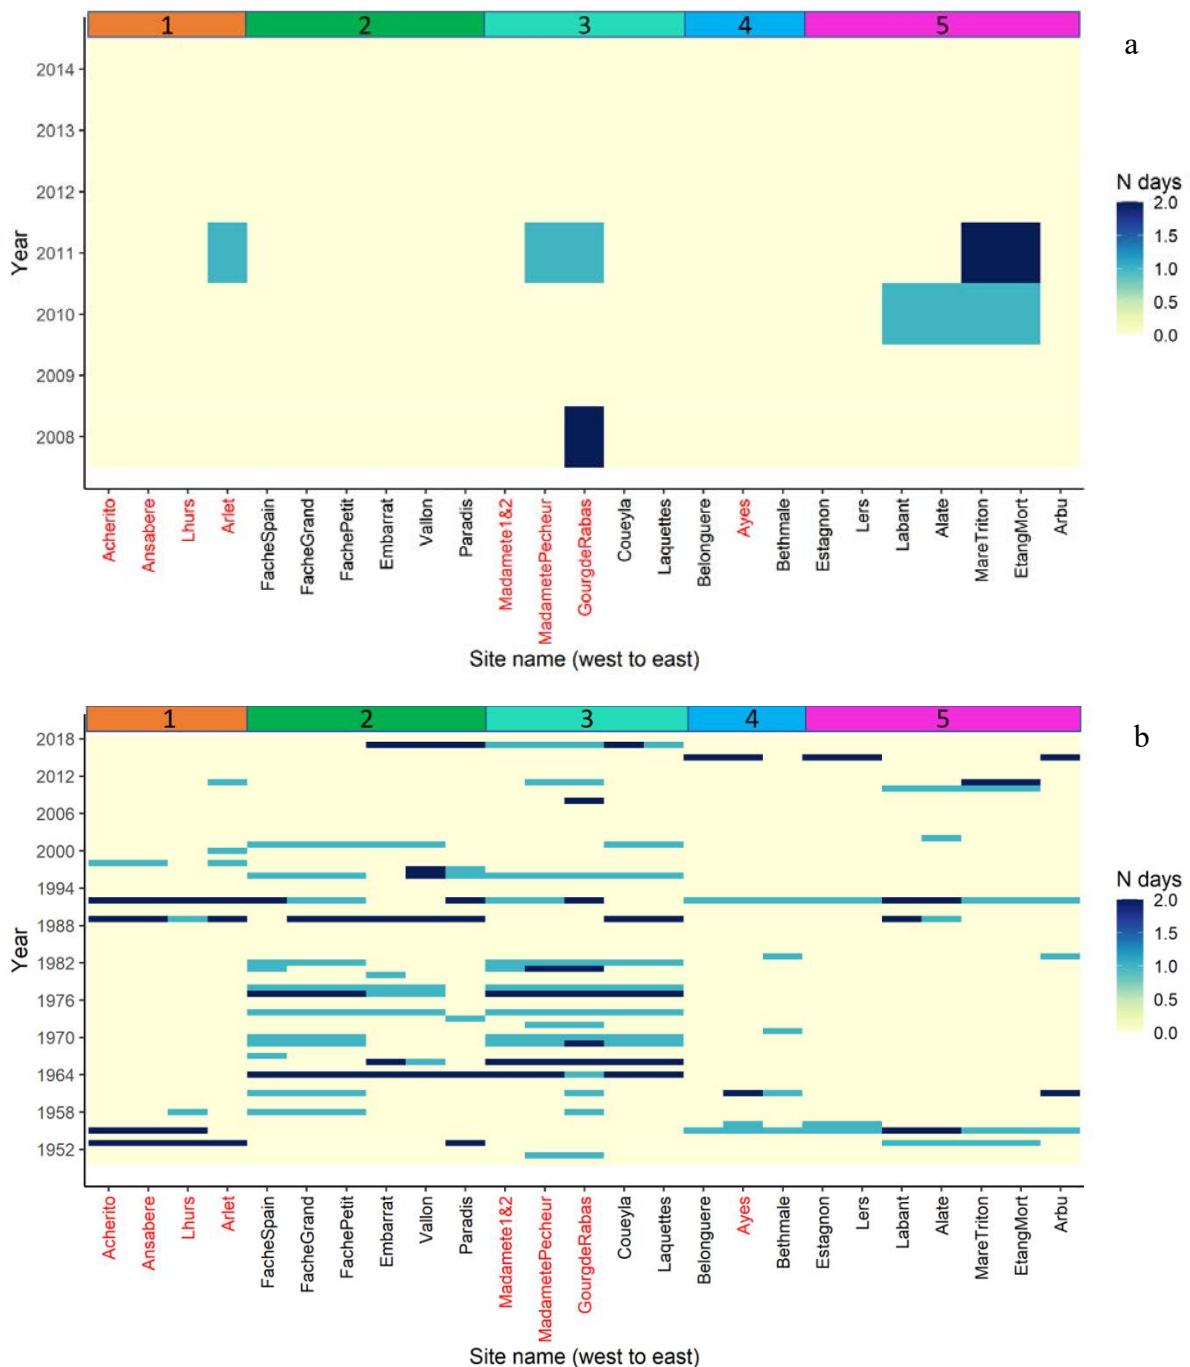 1 2 3 4 5
a
2014
2013
2012
2011
2010
2009
2008
Year
N days
2.0
1.5
1.0
0.5
0.0
Acherito
Ansabere
Lhurs
Arlet
FacheSpain
FacheGrand
FachePetit
Embarrat
Vallon
Paradis
Madamete1&2
MadametePecheur
GourgdeRabas
Coueyla
Laquettes
Belonguere
Ayes
Bethmale
Estagnon
Lers
Labant
Alate
MareTriton
EtangMort
Arbu
Site name (west to east)
1 2 3 4 5
b
2018
2012
2006
2000
1994
1988
1982
1976
1970
1964
1958
1952
Year
N days
2.0
1.5
1.0
0.5
0.0
Acherito
Ansabere
Lhurs
Arlet
FacheSpain
FacheGrand
FachePetit
Embarrat
Vallon
Paradis
Madamete1&2
MadametePecheur
GourgdeRabas
Coueyla
Laquettes
Belonguere
Ayes
Bethmale
Estagnon
Lers
Labant
Alate
MareTriton
EtangMort
Arbu
Site name (west to east)